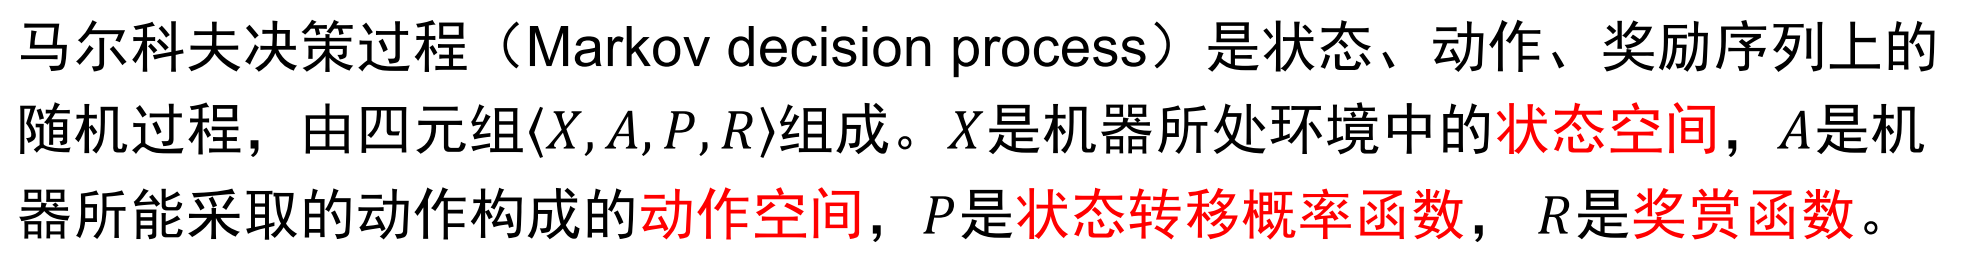 马尔科夫决策过程（Markov decision process）是状态、动作、奖励序列上的
随机过程，由四元组⟨X, A, P, R⟩组成。X是机器所处环境中的状态空间，A是机
器所能采取的动作构成的动作空间，P是状态转移概率函数， R是奖赏函数。